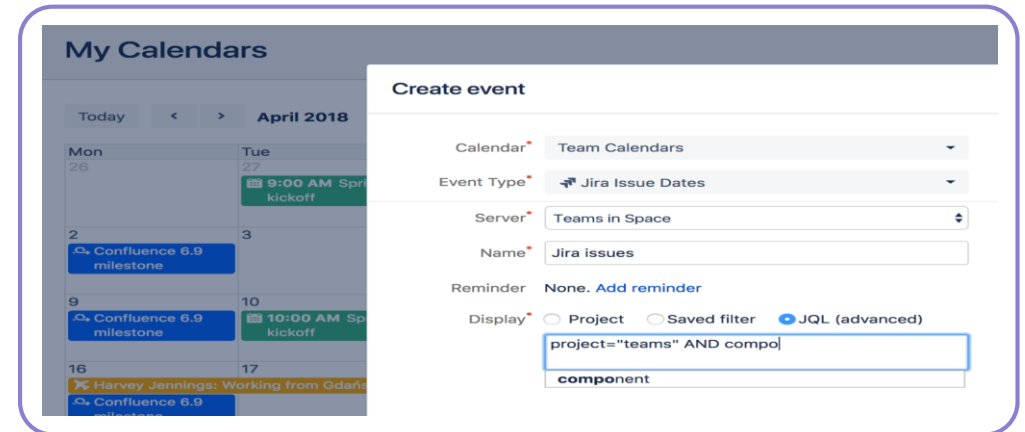 My Calendars
Create event
Today < > April 2018
Calendar* Team Calendars
Mon Tue
26 27
9:00 AM Spri
kickoff
Event Type* Jira Issue Dates
Server* Teams in Space
2 3
Confluence 6.9
milestone
Name* Jira issues
Reminder None. Add reminder
9 10
Confluence 6.9
milestone
10:00 AM Sp
kickoff
Display* Project Saved filter JQL (advanced)
project="teams" AND compo
component
16 17
Harvey Jennings: Working from Gdańs
Confluence 6.9
milestone